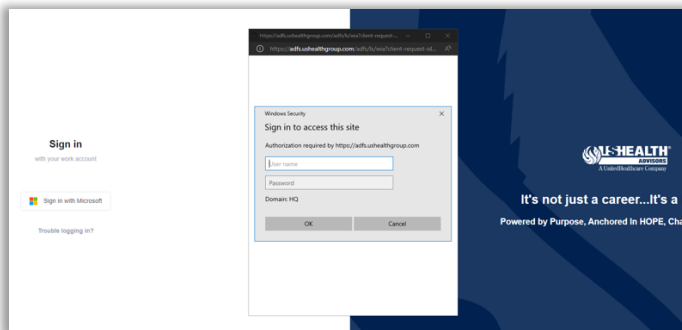 https://adfs.ushealthgroup.com/adfs/ls/wia?client-request-...
https://adfs.ushealthgroup.com/adfs/ls/wia?client-request-id...
Sign in
with your work account
Sign in with Microsoft
Trouble logging in?
Windows Security
Sign in to access this site
Authorization required by https://adfs.ushealthgroup.com
User name
Password
Domain: HQ
OK
Cancel
USHEALTH
ADVISORS
A UnitedHealthcare Company
It's not just a career...It's a
Powered by Purpose, Anchored In HOPE, Cha